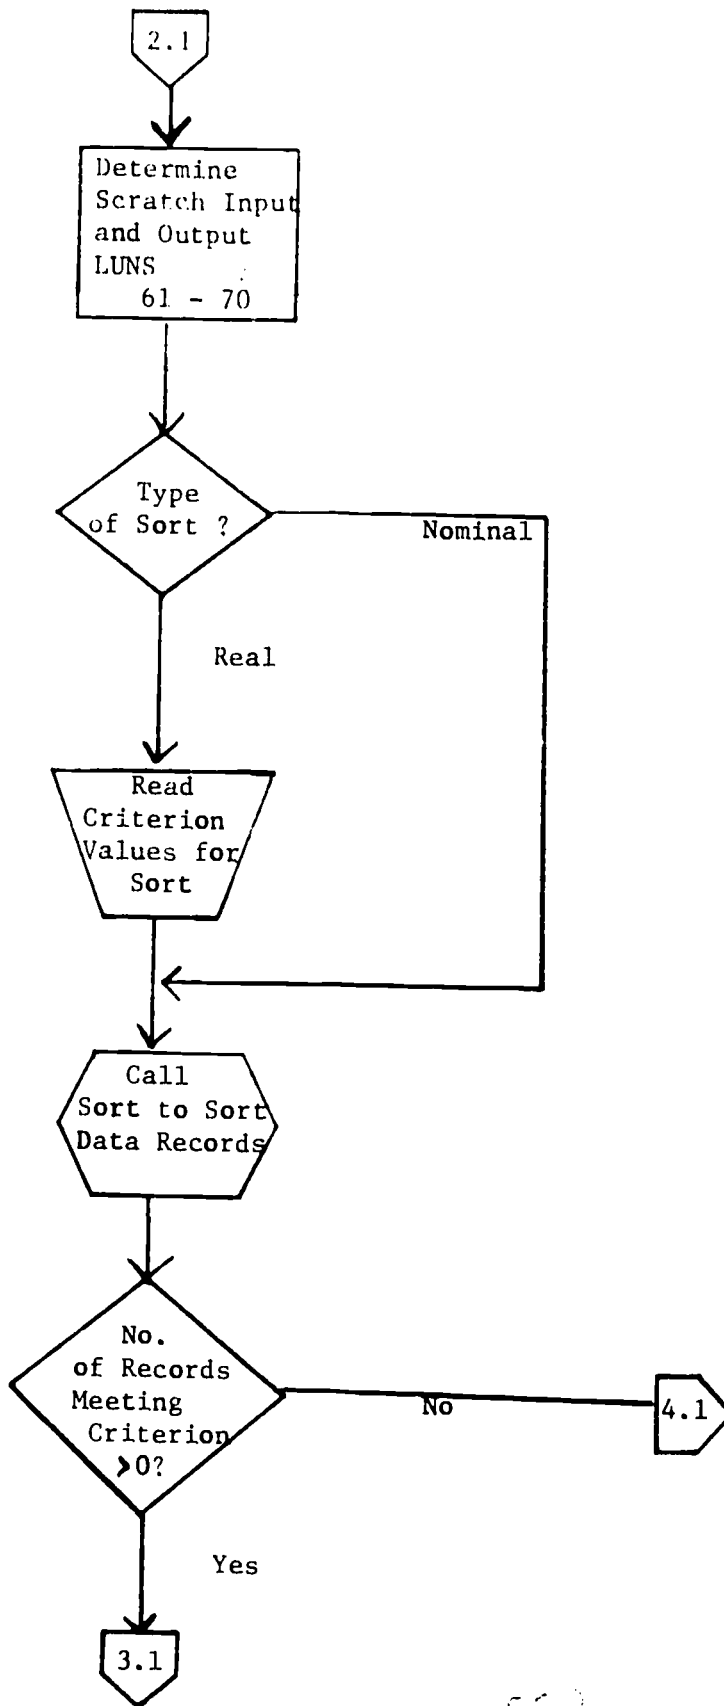 2.1
Determine
Scratch Input
and Output
LUNS
61 - 70
Type
of Sort ?
Nominal
Real
Read
Criterion
Values for
Sort
Call
Sort to Sort
Data Records
No.
of Records
Meeting
Criterion
>0?
No
4.1
Yes
3.1